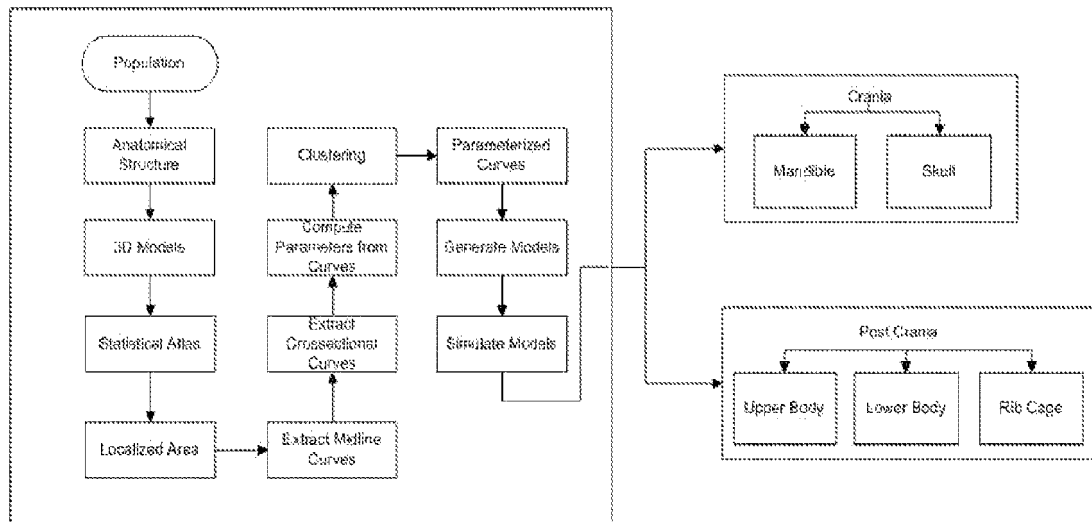 Population
Anatomical
Structure
3D Models
Statistical Atlas
Localized Area
Extract Midline
Curves
Extract
Crossectional
Curves
Compute
Parameters from
Curves
Clustering
Parameterized
Curves
Generate Models
Simulate Models
Crania
Mandible
Skull
Post Crania
Upper Body
Lower Body
Rib Cage